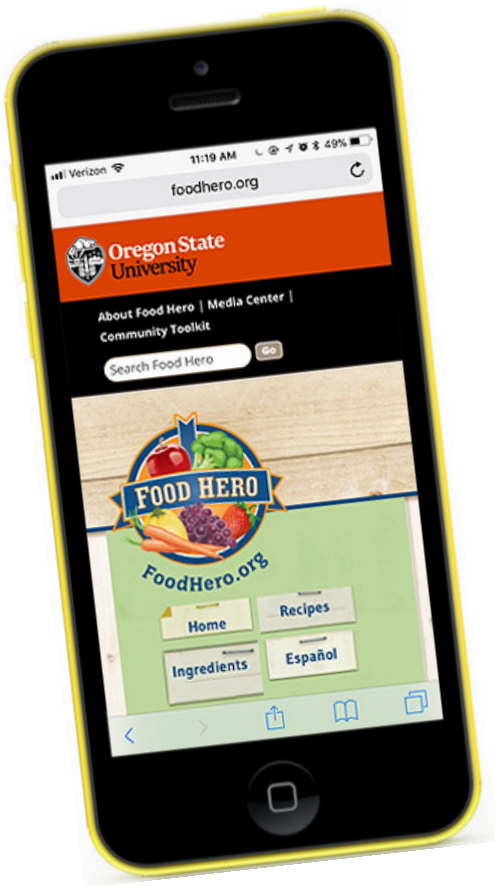 Verizon 11:19 AM 49%
foodhero.org
Oregon State
University
About Food Hero | Media Center |
Community Toolkit
Search Food Hero Go
FOOD HERO
FoodHero.org
Home Recipes
Ingredients Español